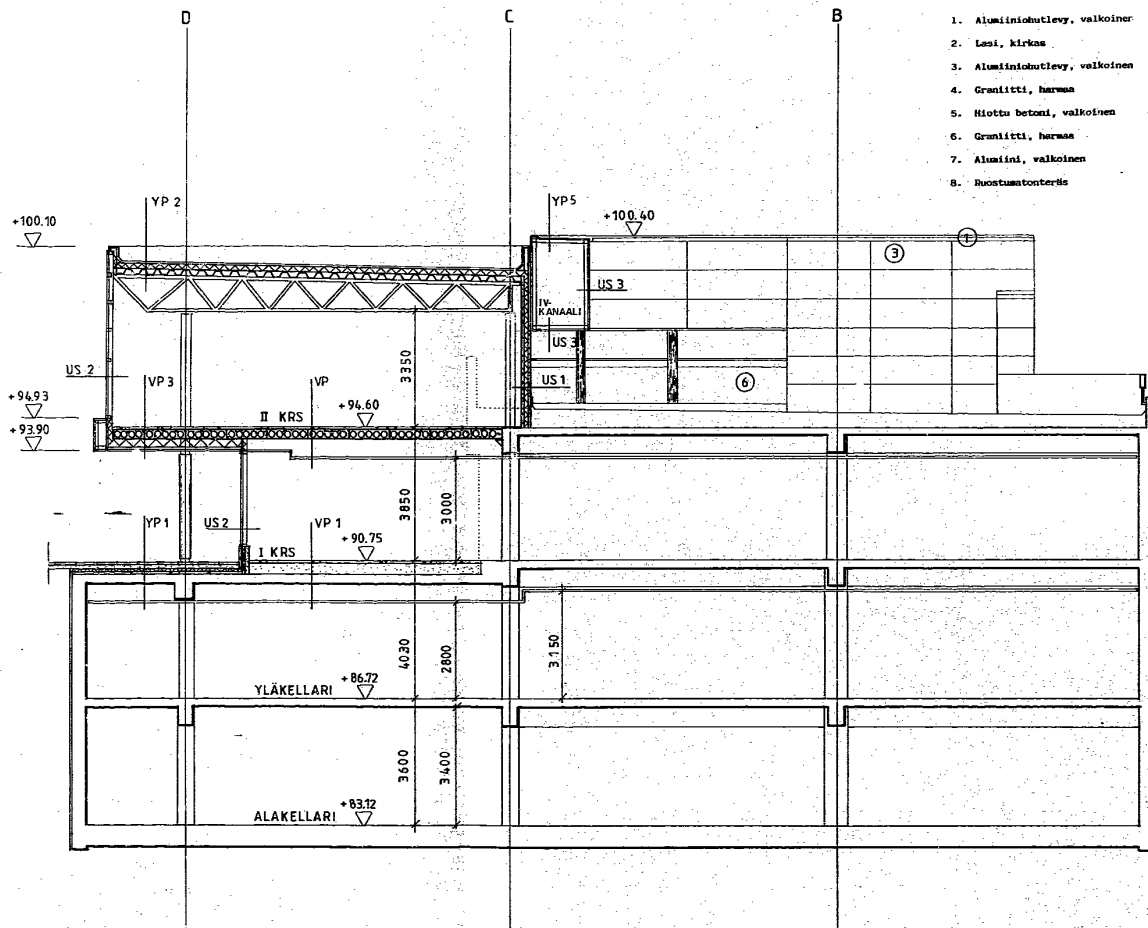 D
C
B
1. Alumiiniohutlevy, valkoinen
2. Lasi, kirkas
3. Alumiiniohutlevy, valkoinen
4. Graniitti, harmaa
5. Hiottu betoni, valkoinen
6. Graniitti, harmaa
7. Alumiini, valkoinen
8. Ruostumatonteräs
YP 2
YP 5
+100.10
+100.40
1
3
US 3
IV-
KANAALI
US 3
3350
US 2
VP 3
VP
US 1
6
+94.93
II KRS
+94.60
+93.90
3850
3000
YP 1
US 2
VP 1
+90.75
I KRS
4030
2800
3150
+86.72
YLÄKELLARI
3600
3400
+83.12
ALAKELLARI